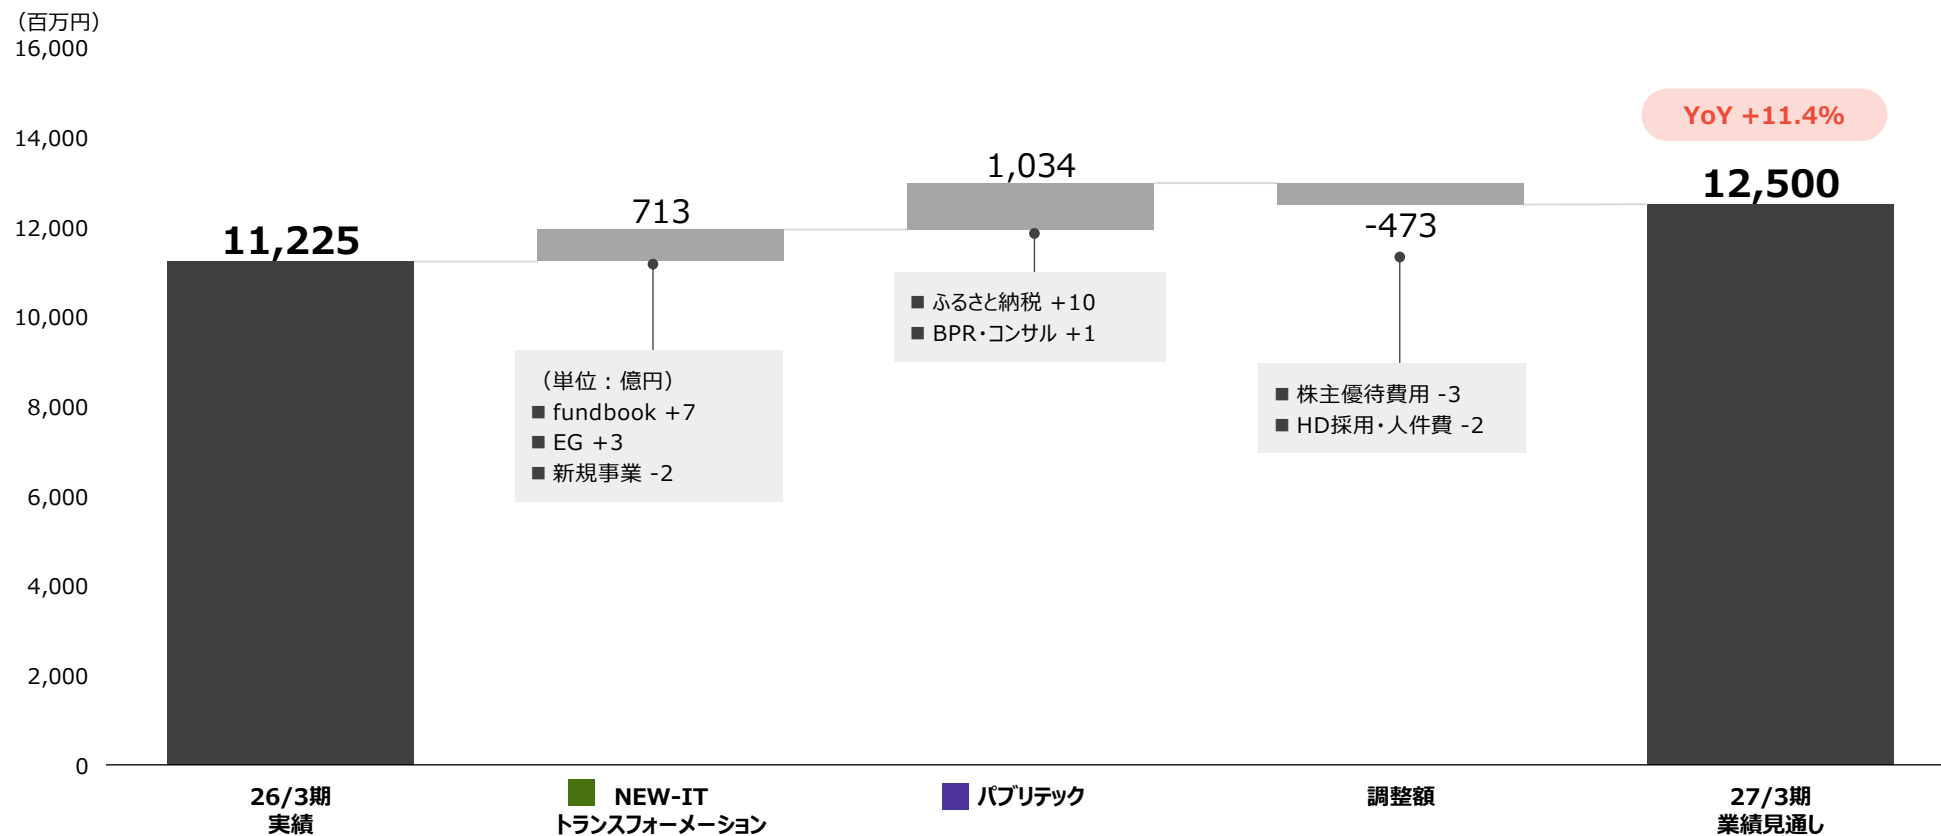 （百万円）
16,000
14,000
12,000
10,000
8,000
6,000
4,000
2,000
0
11,225
713
1,034
-473
YoY +11.4%
12,500
（単位：億円）
■ fundbook +7
■ EG +3
■ 新規事業 -2
■ ふるさと納税 +10
■ BPR・コンサル +1
■ 株主優待費用 -3
■ HD採用・人件費 -2
26/3期
実績
NEW-IT
トランスフォーメーション
パブリテック
調整額
27/3期
業績見通し